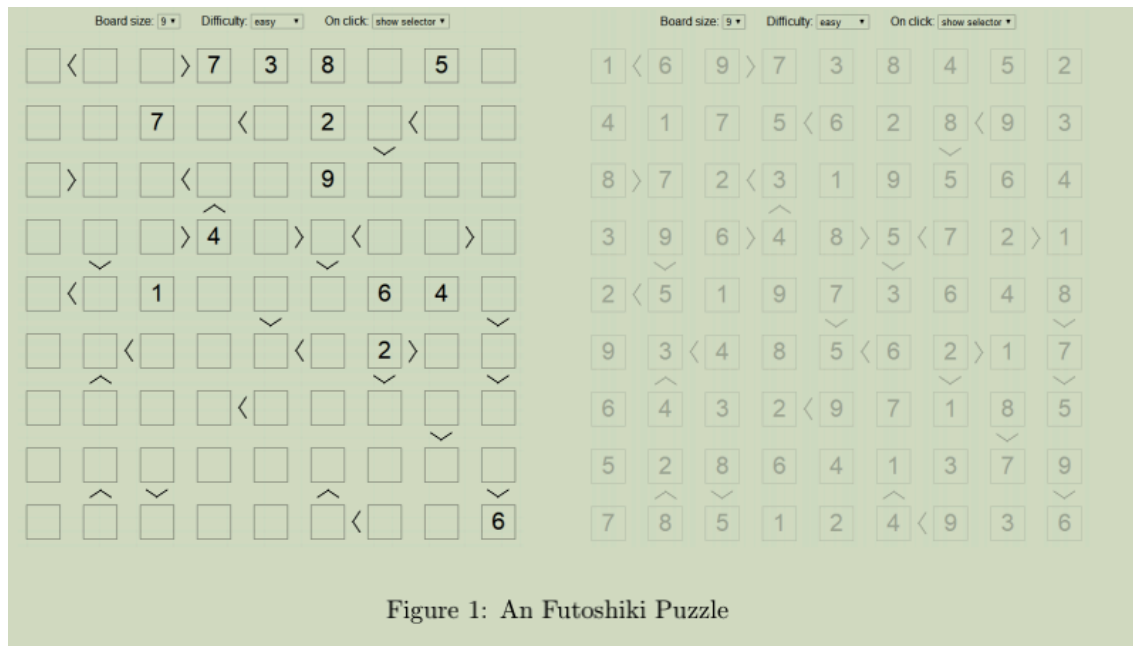 Board size: 9 Difficulty: easy On click: show selector
Board size: 9 Difficulty: easy On click: show selector
< > 7 3 8 5
1 < 6 9 > 7 3 8 4 5 2
7 < 2 <
4 1 7 5 < 6 2 8 < 9 3
> < 9
8 > 7 2 < 3 1 9 5 6 4
> 4 > < >
3 9 6 > 4 8 > 5 < 7 2 > 1
< 1 6 4
2 < 5 1 9 7 3 6 4 8
< < 2 >
9 3 < 4 8 5 < 6 2 > 1 7
<
6 4 3 2 < 9 7 1 8 5
5 2 8 6 4 1 3 7 9
< 6
7 8 5 1 2 4 < 9 3 6
Figure 1: An Futoshiki Puzzle